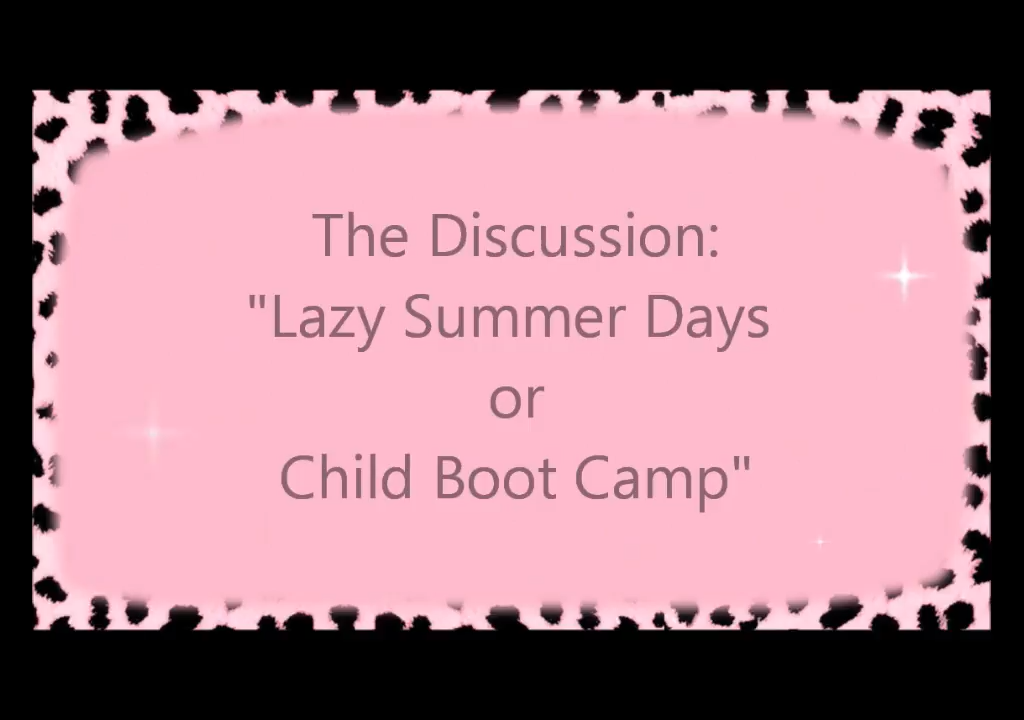 The Discussion:
"Lazy Summer Days
or
Child Boot Camp"